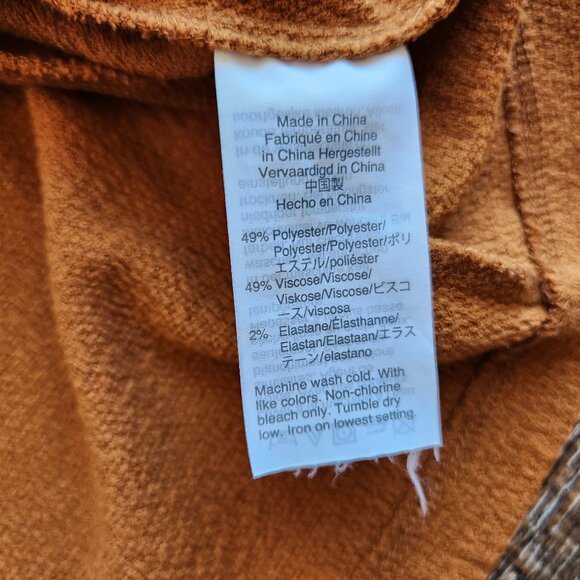 Made in China
Fabriqué en Chine
in China Hergestellt
Vervaardigd in China
中国製
Hecho en China
49% Polyester/Polyester/
Polyester/Polyester/ポリ
エステル/poliéster
49% Viscose/Viscose/
Viskose/Viscose/ビスコ
ース/viscosa
2% Elastane/Élasthanne/
Elastan/Elastaan/エラス
テーン/elastano
Machine wash cold. With
like colors. Non-chlorine
bleach only. Tumble dry
low. Iron on lowest setting.